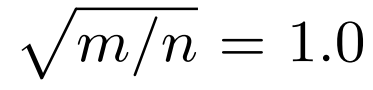 √m/n = 1.0